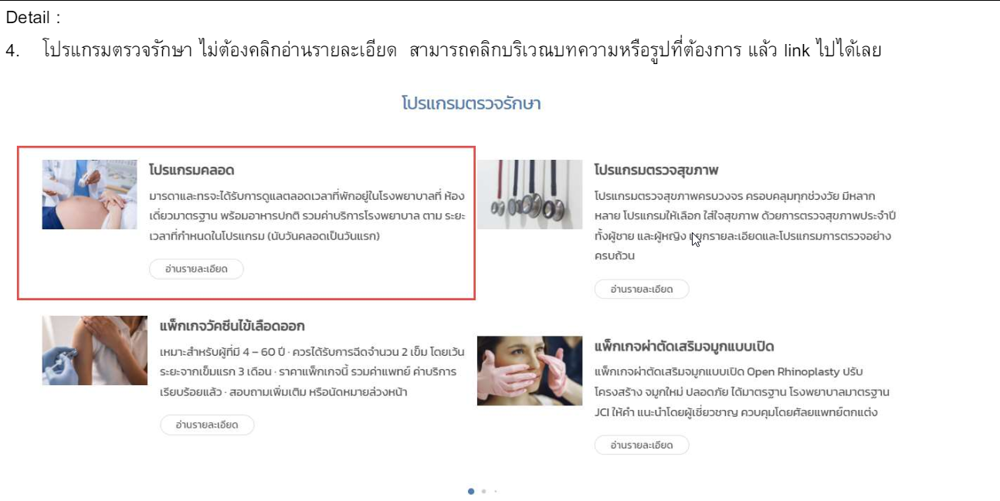 Detail :
4. โปรแกรมตรวจรักษา ไม่ต้องคลิกอ่านรายละเอียด สามารถคลิกบริเวณบทความหรือรูปที่ต้องการ แล้ว link ไปได้เลย
โปรแกรมตรวจรักษา
โปรแกรมคลอด
มารดาและทรจะได้รับการดูแลตลอดเวลาที่พักอยู่ในโรงพยาบาลที่ ห้อง
เดี่ยวมาตรฐาน พร้อมอาหารปกติ รวมค่าบริการโรงพยาบาล ตาม ระยะ
เวลาที่กำหนดในโปรแกรม (นับวันคลอดเป็นวันแรก)
อ่านรายละเอียด
โปรแกรมตรวจสุขภาพ
โปรแกรมตรวจสุขภาพครบวงจร ครอบคลุมทุกช่วงวัย มีหลาก
หลาย โปรแกรมให้เลือก ใส่ใจสุขภาพ ด้วยการตรวจสุขภาพประจำปี
ทั้งผู้ชาย และผู้หญิง รายละเอียดและโปรแกรมการตรวจอย่าง
ครบถ้วน
อ่านรายละเอียด
แพ็กเกจวัคซีนไข้เลือดออก
เหมาะสำหรับผู้ที่มี 4 – 60 ปี · ควรได้รับการฉีดจำนวน 2 เข็ม โดยเว้น
ระยะจากเข็มแรก 3 เดือน · ราคาแพ็กเกจนี้ รวมค่าแพทย์ ค่าบริการ
เรียบร้อยแล้ว · สอบถามเพิ่มเติม หรือนัดหมายล่วงหน้า
อ่านรายละเอียด
แพ็กเกจผ่าตัดเสริมจมูกแบบเปิด
แพ็กเกจผ่าตัดเสริมจมูกแบบเปิด Open Rhinoplasty ปรับ
โครงสร้าง จมูกใหม่ ปลอดภัย ได้มาตรฐาน โรงพยาบาลมาตรฐาน
JCI ให้คำ แนะนำโดยผู้เชี่ยวชาญ ควบคุมโดยศัลยแพทย์ตกแต่ง
อ่านรายละเอียด